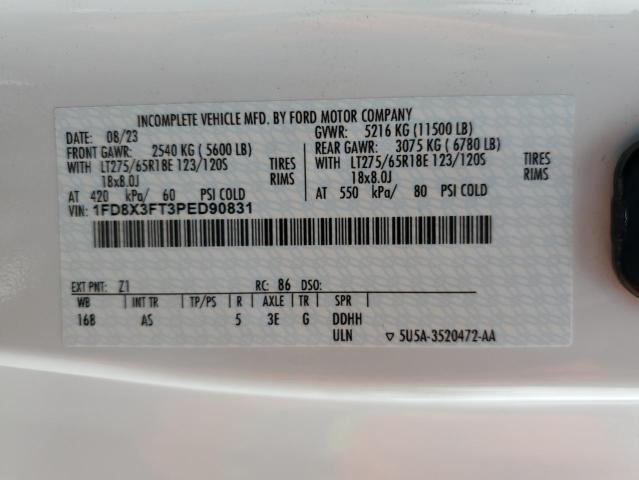 INCOMPLETE VEHICLE MFD. BY FORD MOTOR COMPANY
DATE: 08/23 GVWR: 5216 KG (11500 LB)
FRONT GAWR: 2540 KG ( 5600 LB) REAR GAWR: 3075 KG ( 6780 LB)
WITH LT275/65R18E 123/120S TIRES WITH LT275/65R18E 123/120S TIRES
18x8.0J RIMS 18x8.0J RIMS
AT 420 kPa/ 60 PSI COLD AT 550 kPa/ 80 PSI COLD
VIN: 1FD8X3FT3PED90831
EXT PNT: Z1 RC: 86 DSO:
WB INT TR TP/PS R AXLE TR SPR
168 AS 5 3E G DDHH
ULN ▽ 5U5A-3520472-AA